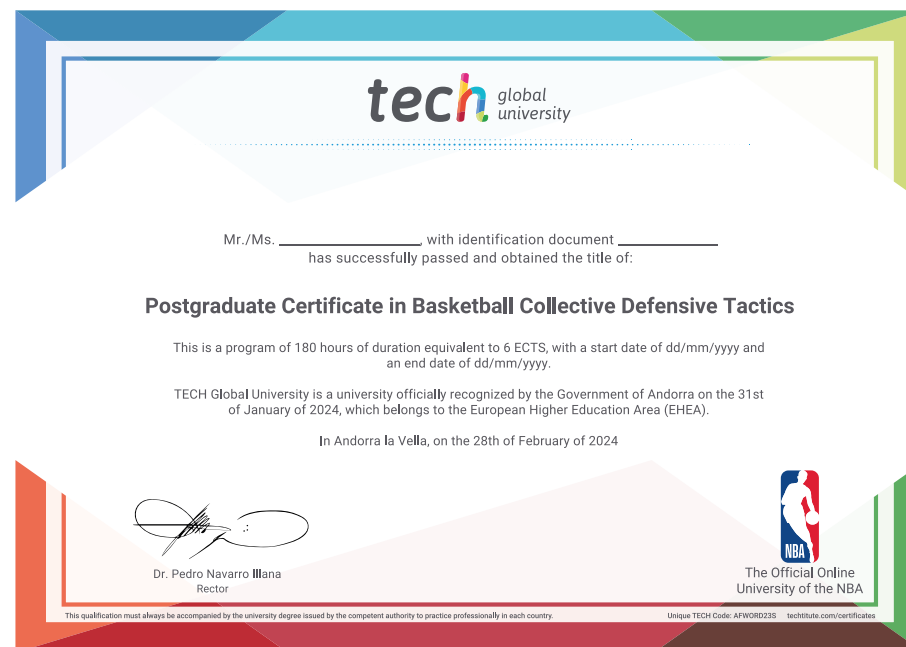 tech global
university
Mr./Ms. ____________, with identification document ____________
has successfully passed and obtained the title of:
Postgraduate Certificate in Basketball Collective Defensive Tactics
This is a program of 180 hours of duration equivalent to 6 ECTS, with a start date of dd/mm/yyyy and
an end date of dd/mm/yyyy.
TECH Global University is a university officially recognized by the Government of Andorra on the 31st
of January of 2024, which belongs to the European Higher Education Area (EHEA).
In Andorra la Vella, on the 28th of February of 2024
Dr. Pedro Navarro Illana
Rector
NBA
The Official Online
University of the NBA
This qualification must always be accompanied by the university degree issued by the competent authority to practice professionally in each country.
Unique TECH Code: AFWORD23S techtitute.com/certificates